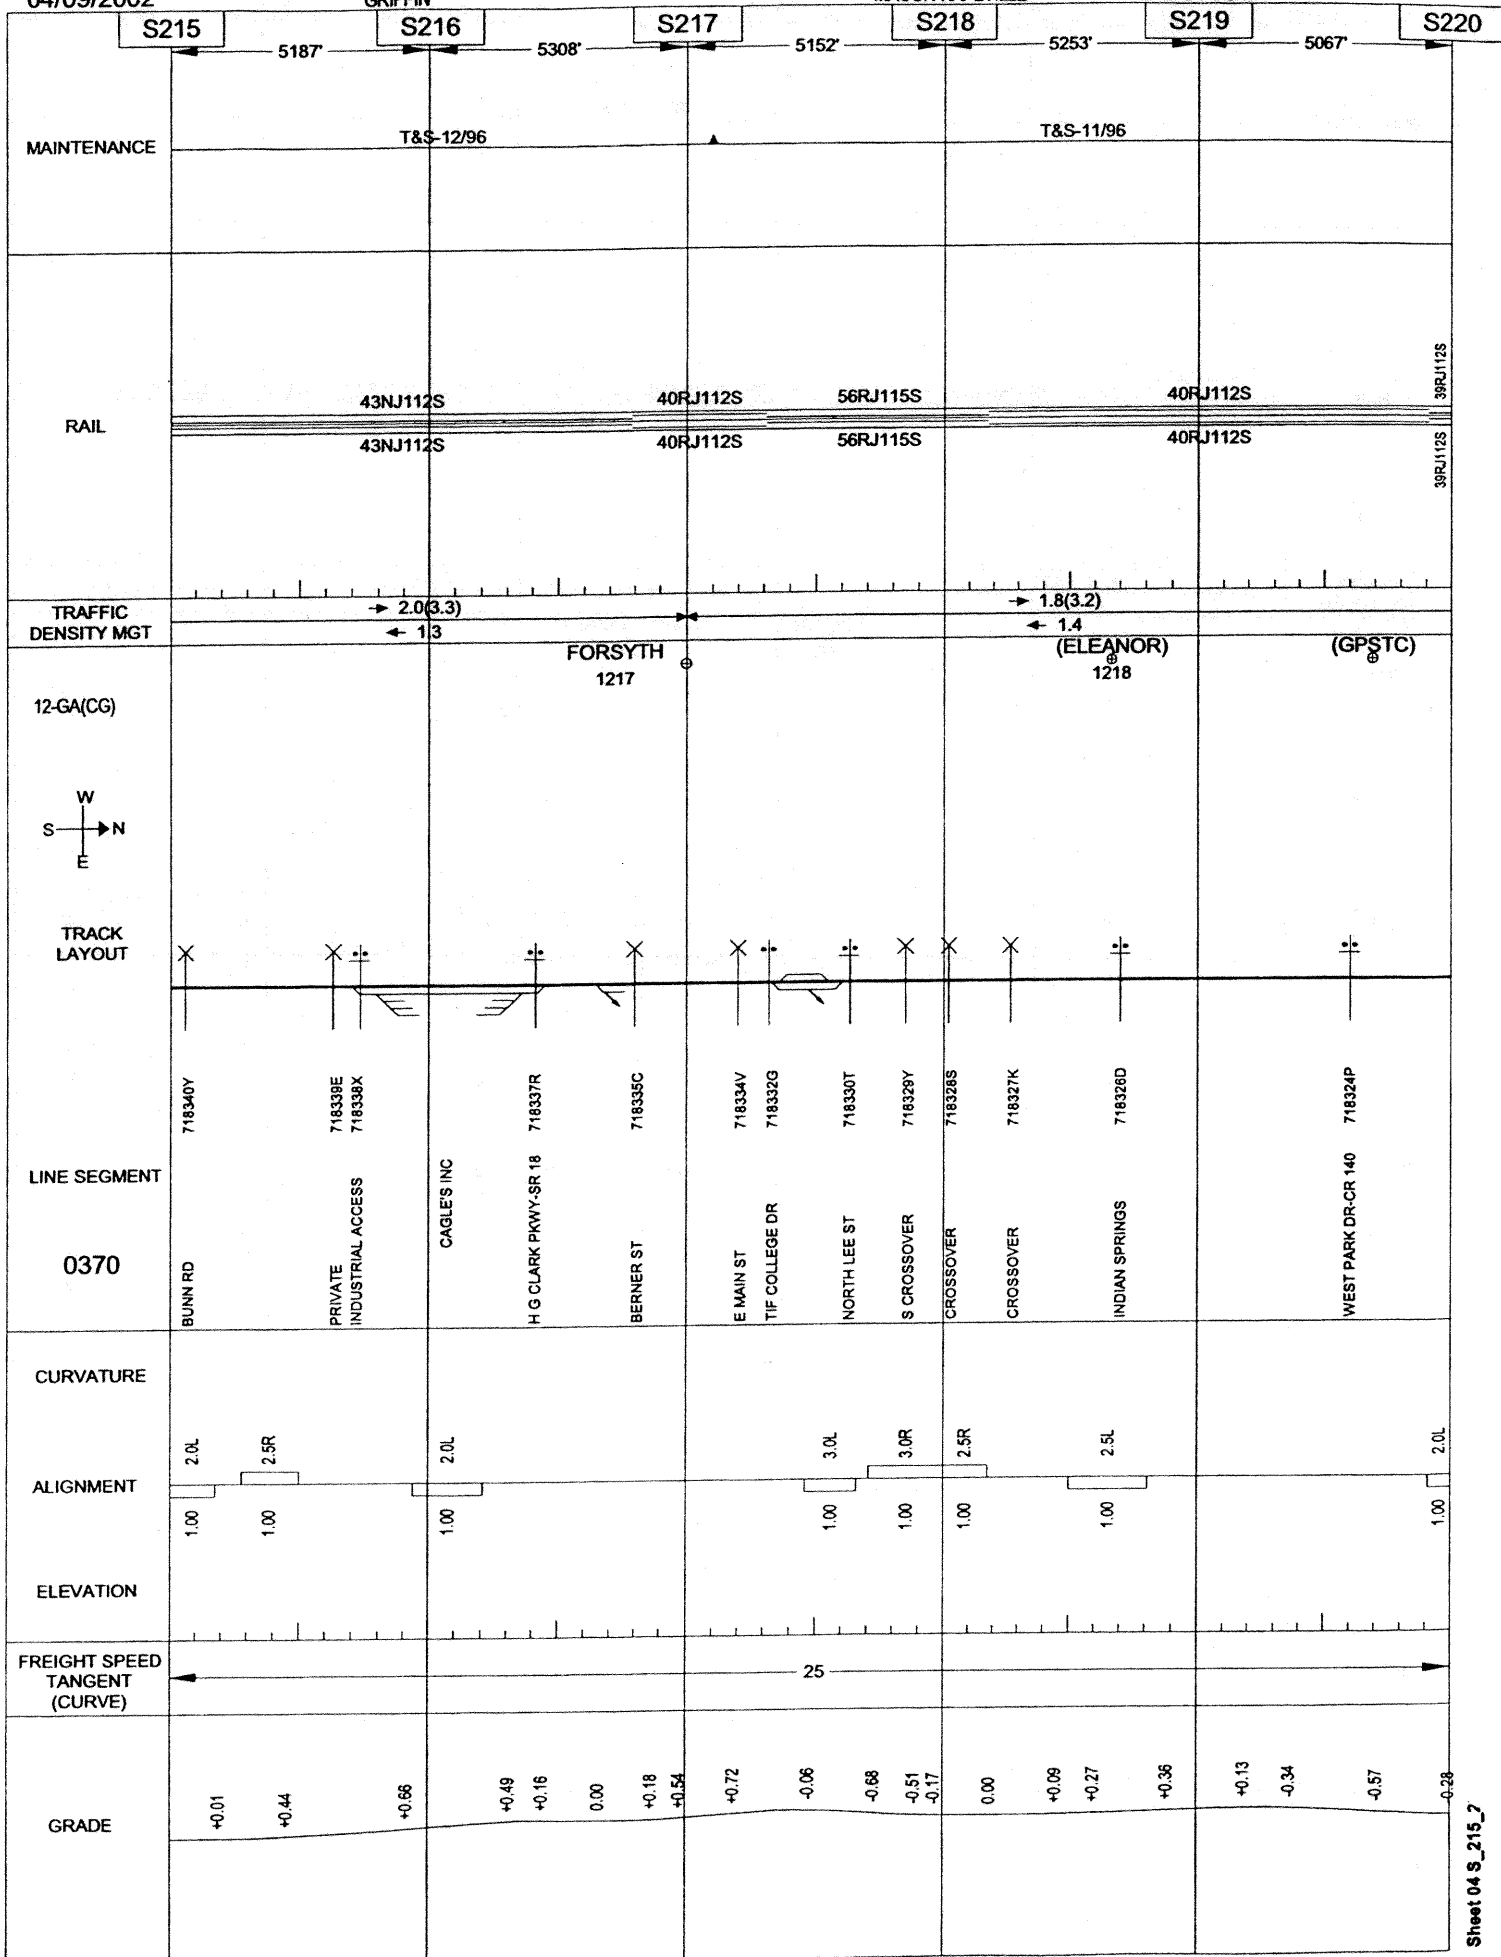 S215 S216 S217 S218 S219 S220
5187' 5308' 5152' 5253' 5067'
MAINTENANCE
T&S-12/96 T&S-11/96
RAIL
43NJ112S 40RJ112S 56RJ115S 40RJ112S 39RJ112S
43NJ112S 40RJ112S 56RJ115S 40RJ112S 39RJ112S
TRAFFIC
DENSITY MGT
2.0(3.3) 1.8(3.2)
1.3 1.4
FORSYTH (ELEANOR) (GPSTC)
1217 1218
12-GA(CG)
W
S N
E
TRACK
LAYOUT
718340Y 718339E 718338X 718337R 718335C 718334V 718332G 718330T 718329Y 718328S 718327K 718326D 718324P
LINE SEGMENT
0370
BUNN RD
PRIVATE
INDUSTRIAL ACCESS
CAGLE'S INC
H G CLARK PKWY-SR 18
BERNER ST
E MAIN ST
TIF COLLEGE DR
NORTH LEE ST
S CROSSOVER
CROSSOVER
CROSSOVER
INDIAN SPRINGS
WEST PARK DR-CR 140
CURVATURE
2.0L 2.5R 2.0L 3.0L 3.0R 2.5R 2.5L 2.0L
ALIGNMENT
1.00 1.00 1.00 1.00 1.00 1.00 1.00 1.00
ELEVATION
FREIGHT SPEED
TANGENT
(CURVE)
25
GRADE
+0.01 +0.44 +0.66 +0.49 +0.16 0.00 +0.18 +0.54 +0.72 -0.06 -0.68 -0.51 -0.17 0.00 +0.09 +0.27 +0.36 +0.13 -0.34 -0.57 -0.28
Sheet 04 S_215_2